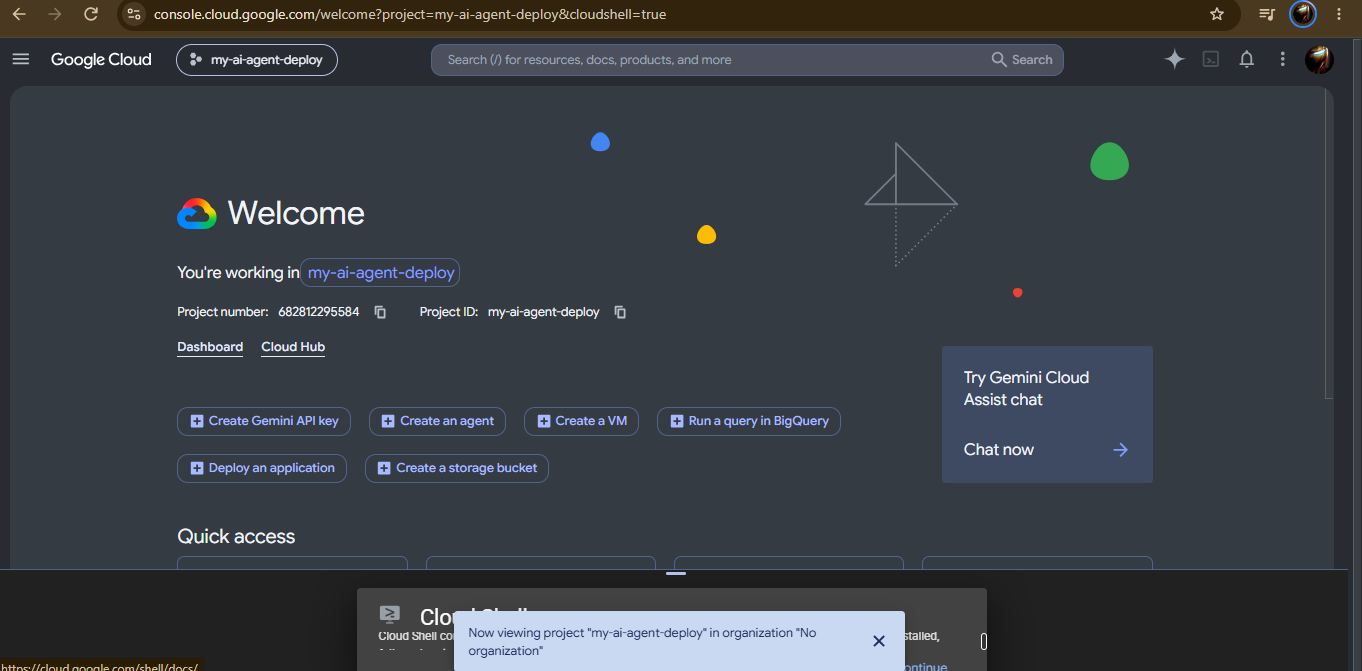 console.cloud.google.com/welcome?project=my-ai-agent-deploy&cloudshell=true
Google Cloud
my-ai-agent-deploy
Search (/) for resources, docs, products, and more
Search
Welcome
You're working in my-ai-agent-deploy
Project number: 682812295584
Project ID: my-ai-agent-deploy
Dashboard
Cloud Hub
Try Gemini Cloud
Assist chat
Chat now
Create Gemini API key
Create an agent
Create a VM
Run a query in BigQuery
Deploy an application
Create a storage bucket
Quick access
Cloud Shell
Cloud Shell
Now viewing project "my-ai-agent-deploy" in organization "No
organization"
https://cloud.google.com/shell/docs/